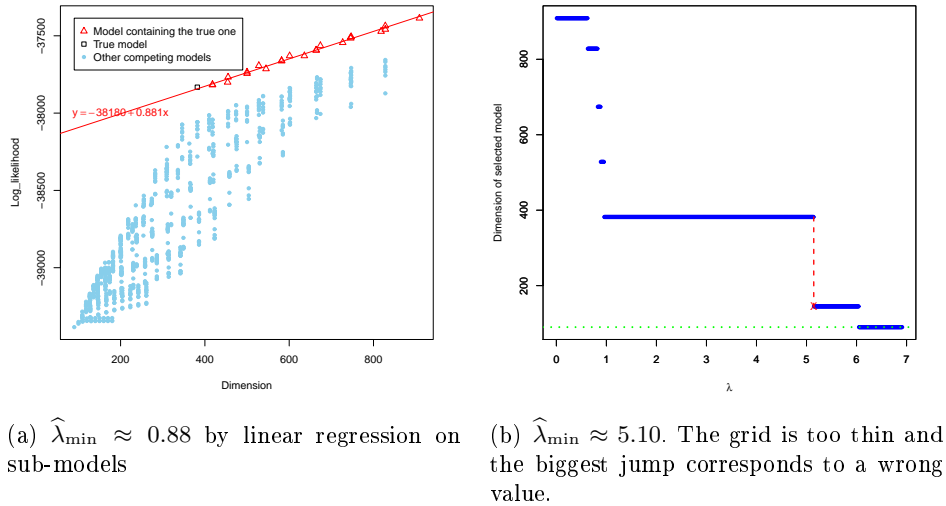 Model containing the true one
True model
Other competing models
y = −38180+0.881x
Log_likelihood
−37500
−38000
−38500
−39000
200 400 600 800
Dimension
Dimension of selected model
800
600
400
200
0 1 2 3 4 5 6 7
λ
(a) λ̂min ≈ 0.88 by linear regression on
sub-models
(b) λ̂min ≈ 5.10. The grid is too thin and
the biggest jump corresponds to a wrong
value.